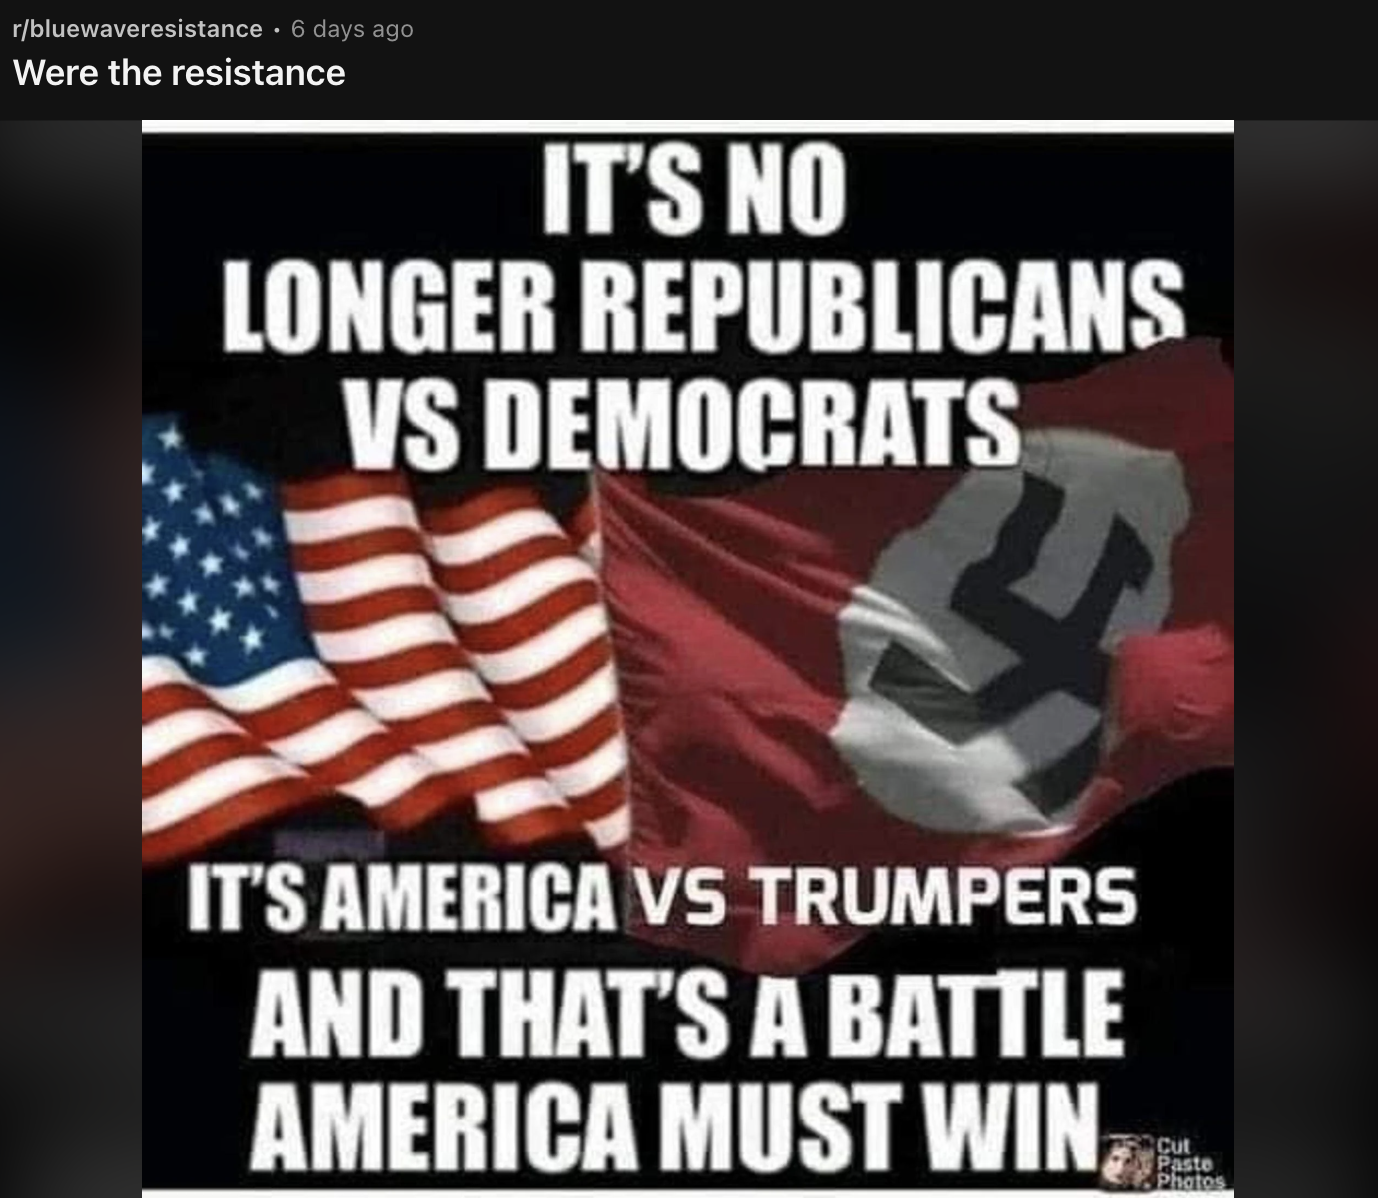 r/bluewaveresistance • 6 days ago
Were the resistance
IT'S NO
LONGER REPUBLICANS
VS DEMOCRATS
IT'S AMERICA VS TRUMPERS
AND THAT'S A BATTLE
AMERICA MUST WIN
Cut
Paste
Photos